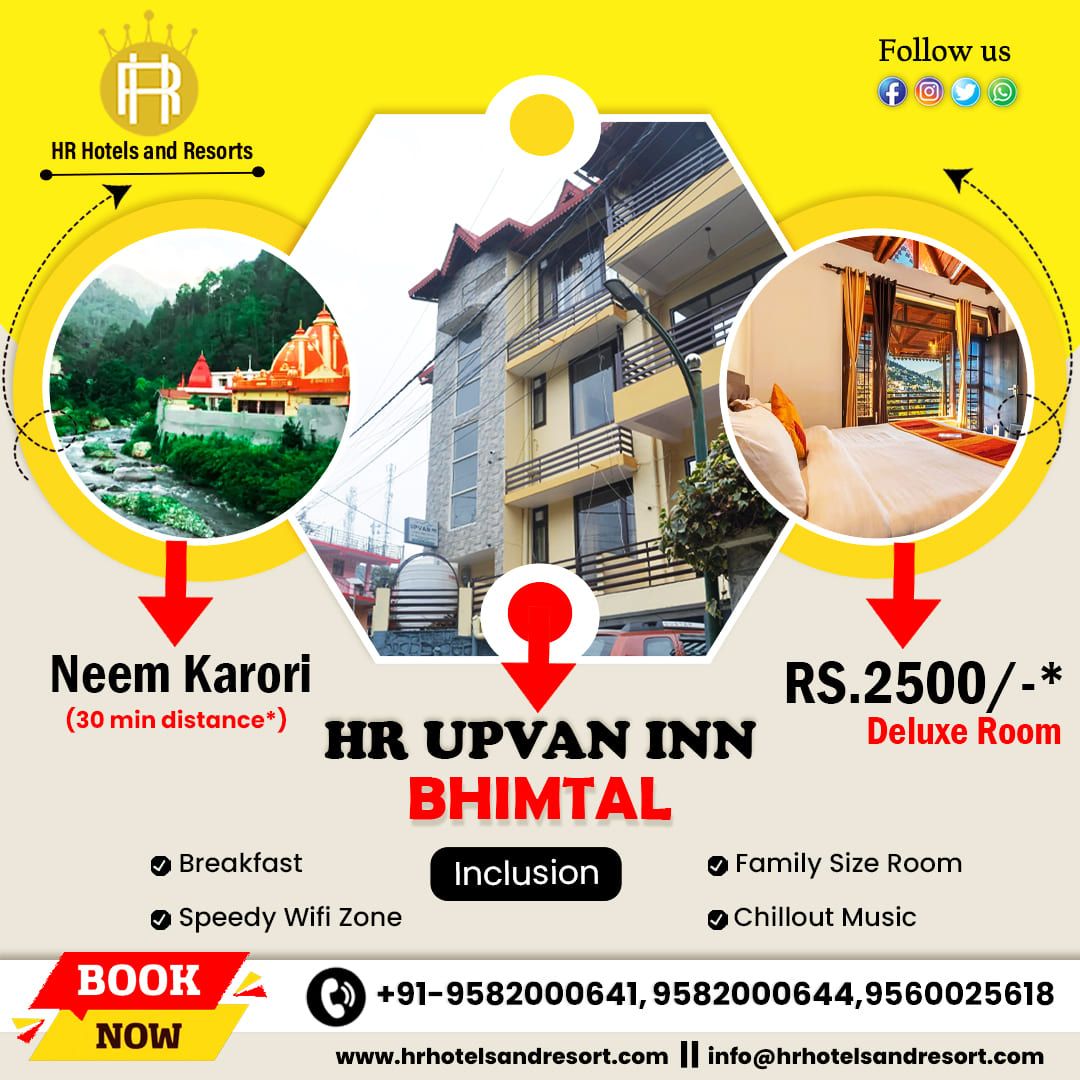 HR
HR Hotels and Resorts
Follow us
UPVAN
Neem Karori
(30 min distance*)
RS.2500/-*
Deluxe Room
HR UPVAN INN
BHIMTAL
Inclusion
Breakfast
Speedy Wifi Zone
Family Size Room
Chillout Music
BOOK
NOW
+91-9582000641, 9582000644,9560025618
www.hrhotelsandresort.com || info@hrhotelsandresort.com